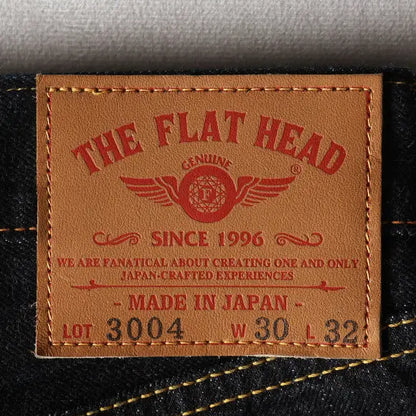 THE FLAT HEAD
GENUINE
F
®
SINCE 1996
WE ARE FANATICAL ABOUT CREATING ONE AND ONLY
JAPAN-CRAFTED EXPERIENCES
- MADE IN JAPAN -
LOT 3004 W 30 L 32